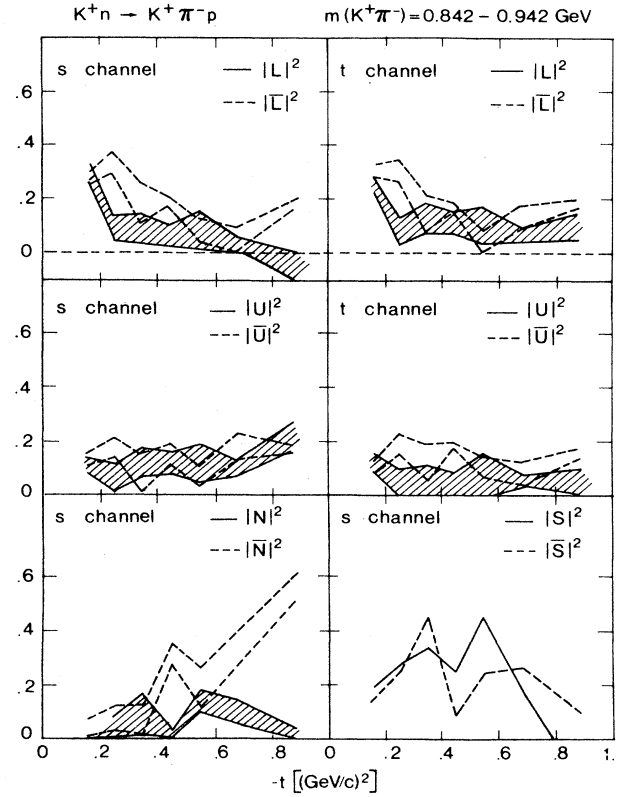 K⁺n → K⁺π⁻p m(K⁺π⁻)=0.842 – 0.942 GeV
s channel — |L|²
--- |L̅|²
t channel — |L|²
--- |L̅|²
.6
.4
.2
0
s channel — |U|²
--- |U̅|²
t channel — |U|²
--- |U̅|²
.6
.4
.2
0
s channel — |N|²
--- |N̅|²
s channel — |S|²
--- |S̅|²
.6
.4
.2
0
0 .2 .4 .6 .8 0 .2 .4 .6 .8 1.
-t [(GeV/c)²]